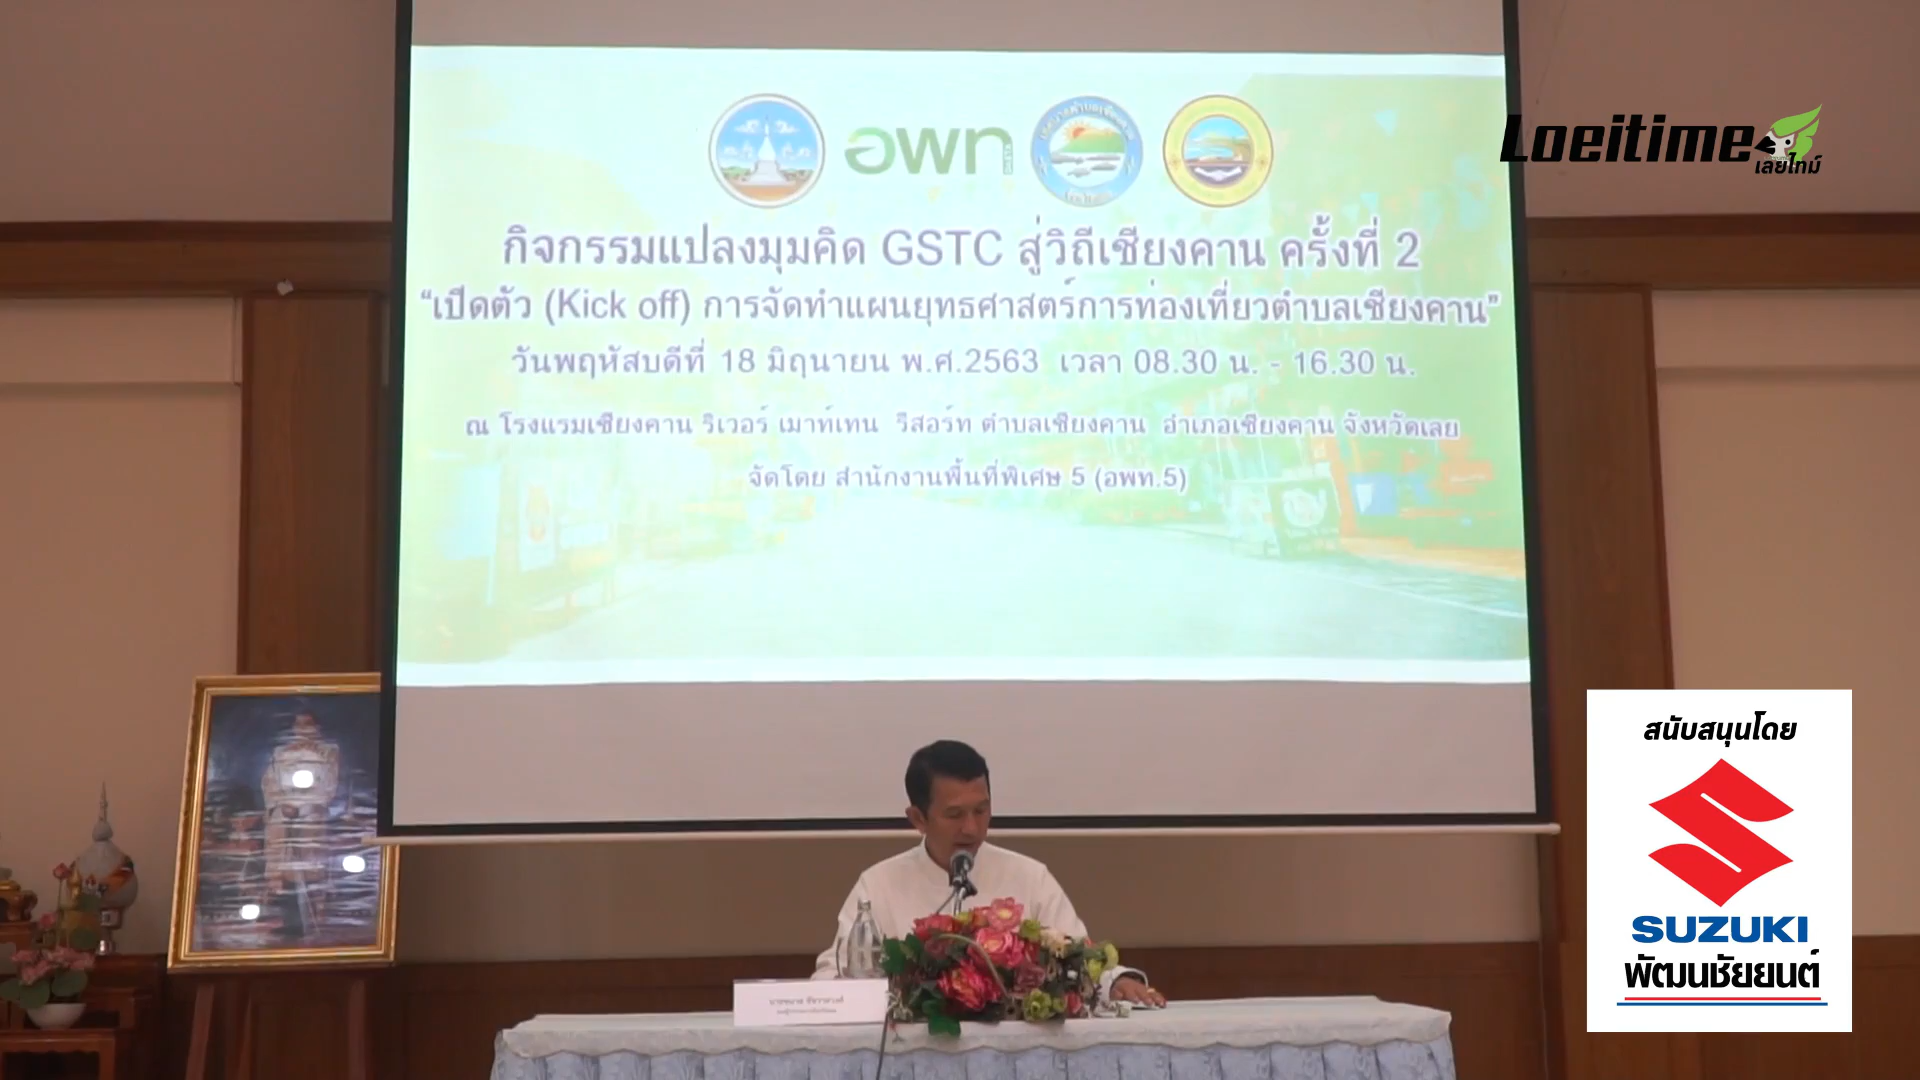 Loeitime
เลยไทม์
อพท
กิจกรรมแปลงมุมคิด GSTC สู่วิถีเชียงคาน ครั้งที่ 2
“เปิดตัว (Kick off) การจัดทำแผนยุทธศาสตร์การท่องเที่ยวตำบลเชียงคาน”
วันพฤหัสบดีที่ 18 มิถุนายน พ.ศ.2563 เวลา 08.30 น. - 16.30 น.
ณ โรงแรมเชียงคาน ริเวอร์ เมาท์เทน รีสอร์ท ตำบลเชียงคาน อำเภอเชียงคาน จังหวัดเลย
จัดโดย สำนักงานพื้นที่พิเศษ 5 (อพท.5)
สนับสนุนโดย
SUZUKI
พัฒนชัยยนต์